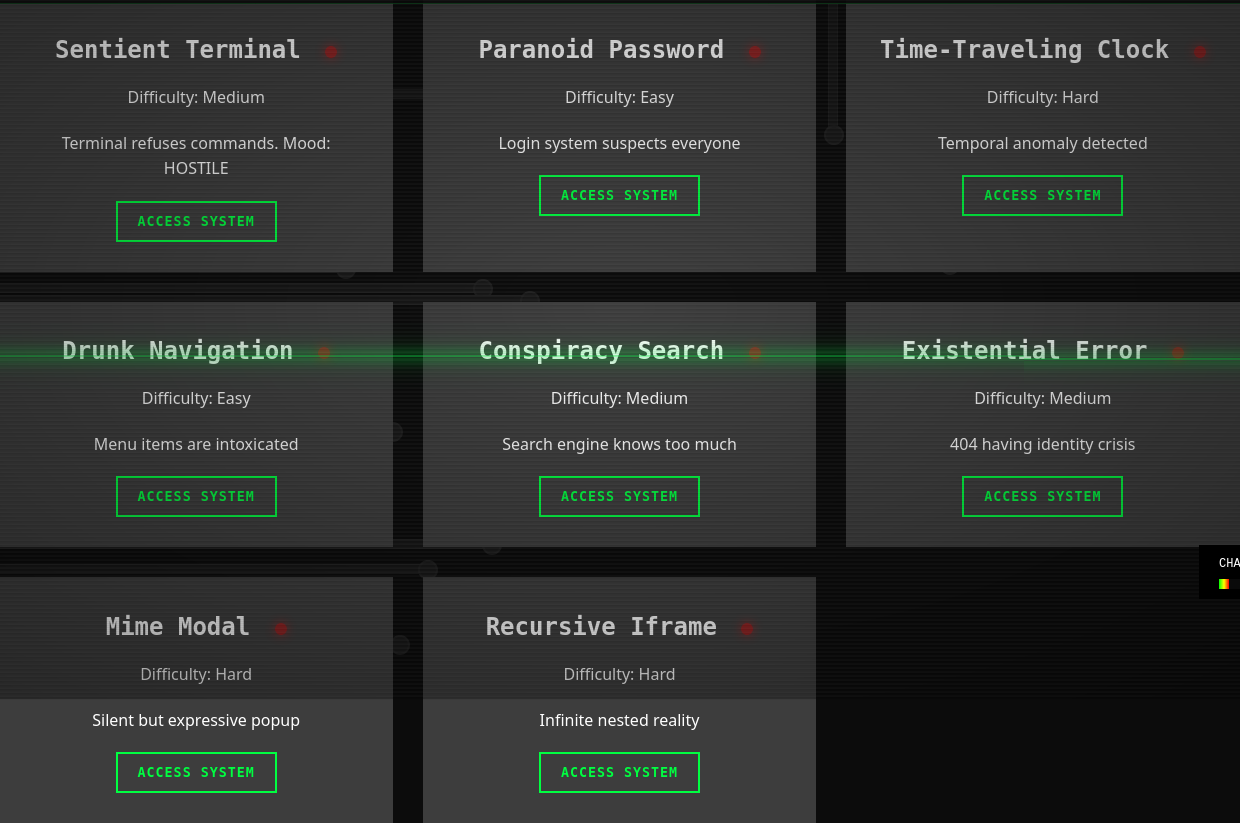 Sentient Terminal
Difficulty: Medium
Terminal refuses commands. Mood:
HOSTILE
ACCESS SYSTEM
Paranoid Password
Difficulty: Easy
Login system suspects everyone
ACCESS SYSTEM
Time-Traveling Clock
Difficulty: Hard
Temporal anomaly detected
ACCESS SYSTEM
Drunk Navigation
Difficulty: Easy
Menu items are intoxicated
ACCESS SYSTEM
Conspiracy Search
Difficulty: Medium
Search engine knows too much
ACCESS SYSTEM
Existential Error
Difficulty: Medium
404 having identity crisis
ACCESS SYSTEM
CHA
Mime Modal
Difficulty: Hard
Silent but expressive popup
ACCESS SYSTEM
Recursive Iframe
Difficulty: Hard
Infinite nested reality
ACCESS SYSTEM